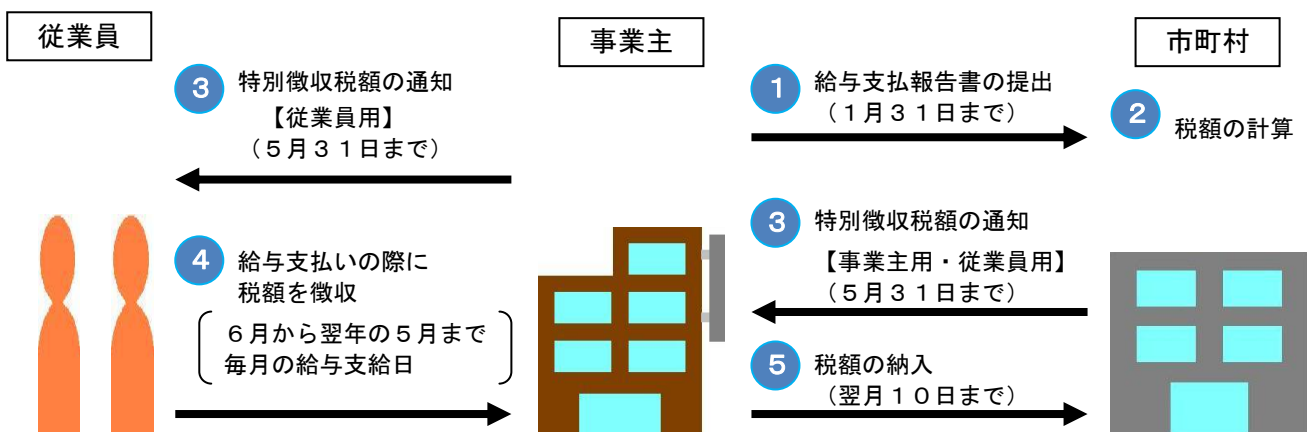 従業員
事業主
市町村
③ 特別徴収税額の通知
【従業員用】
（５月３１日まで）
① 給与支払報告書の提出
（１月３１日まで）
② 税額の計算
④ 給与支払いの際に
税額を徴収
６月から翌年の５月まで
毎月の給与支給日
③ 特別徴収税額の通知
【事業主用・従業員用】
（５月３１日まで）
⑤ 税額の納入
（翌月１０日まで）